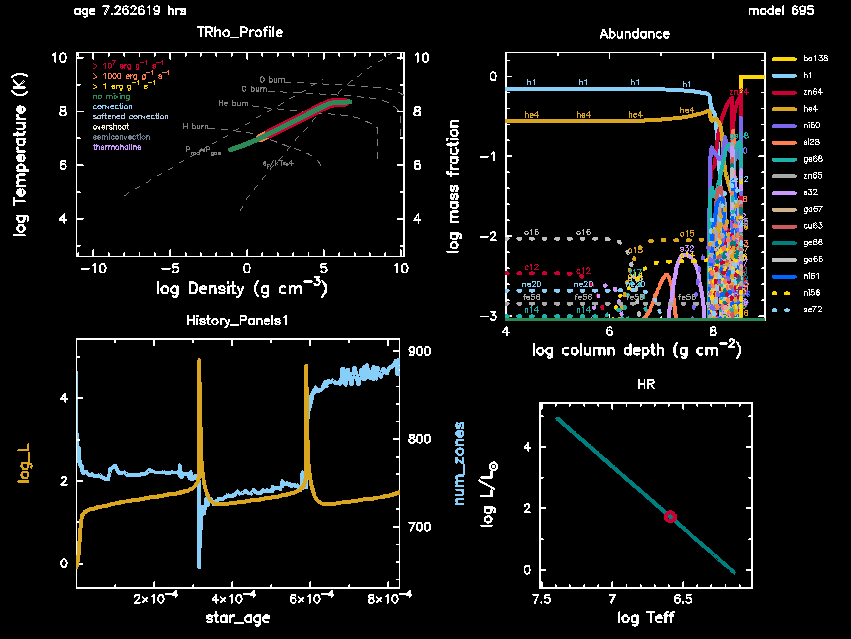 age 7.262619 hrs
model 695
TRho_Profile
log Temperature (K)
10
8
6
4
10
8
6
4
> 10⁷ erg g⁻¹ s⁻¹
> 1000 erg g⁻¹ s⁻¹
> 1 erg g⁻¹ s⁻¹
no mixing
convection
softened convection
overshoot
semiconvection
thermohaline
O burn
C burn
He burn
H burn
−10
−5
0
5
10
log Density (g cm⁻³)
Abundance
log mass fraction
0
−1
−2
−3
h1 h1 h1 h1
he4 he4 he4 he4
o16 o16
c12 c12
ne20 ne20
fe56 fe56 fe56 fe56
n14 n14
o15 o15
s32
4
6
8
log column depth (g cm⁻²)
ba138
h1
zn64
he4
ni60
si28
ge68
zn65
s32
ga67
cu63
ge66
ge65
ni61
ni56
se72
History_Panels1
log_L
4
2
0
900
800
700
num_zones
2×10⁻⁴
4×10⁻⁴
6×10⁻⁴
8×10⁻⁴
star_age
HR
log L/L⊙
4
2
0
7.5
7
6.5
log Teff